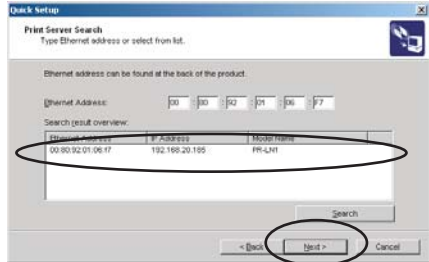 Quick Setup
Print Server Search
Type Ethernet address or select from list.
Ethernet address can be found at the back of the product.
Ethernet Address: 00 : 80 : 92 : 01 : 06 : F7
Search result overview:
Ethernet Address IP Address Model Name
00:80:92:01:06:f7 192.168.20.185 PR-LN1
Search
< Back Next > Cancel